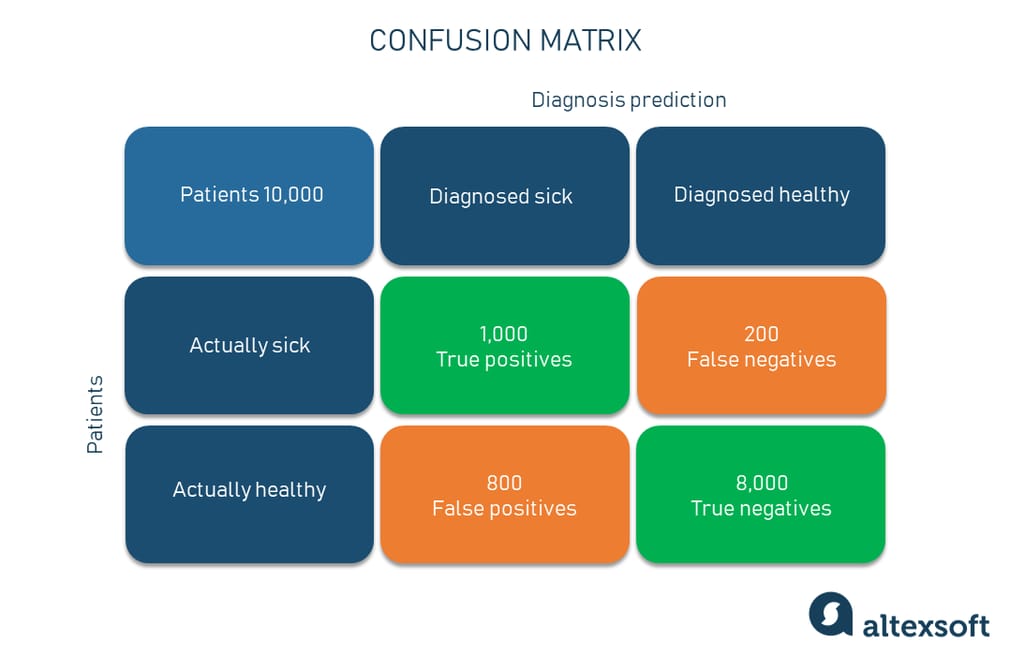 CONFUSION MATRIX
Diagnosis prediction
Patients 10,000
Diagnosed sick
Diagnosed healthy
Patients
Actually sick
1,000
True positives
200
False negatives
Actually healthy
800
False positives
8,000
True negatives
altexsoft